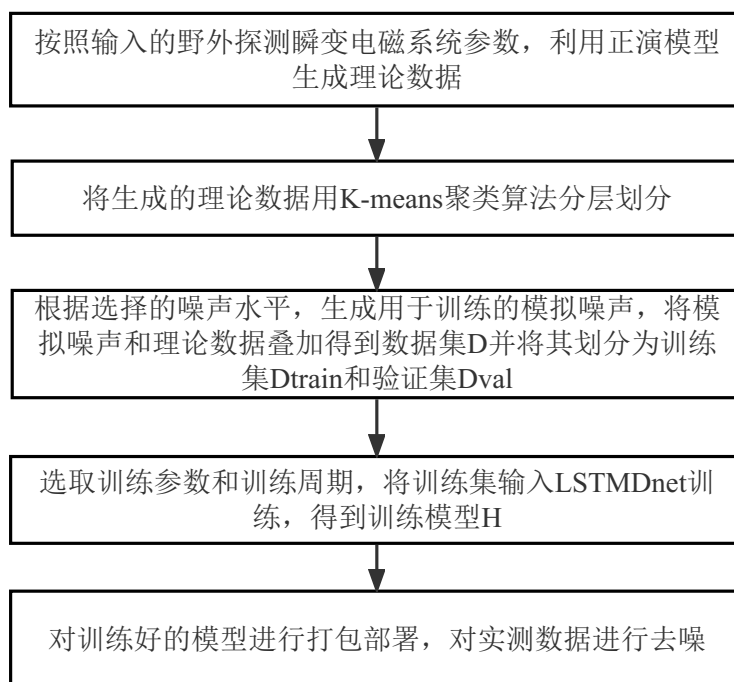 按照输入的野外探测瞬变电磁系统参数，利用正演模型
生成理论数据
将生成的理论数据用K-means聚类算法分层划分
根据选择的噪声水平，生成用于训练的模拟噪声，将模
拟噪声和理论数据叠加得到数据集D并将其划分为训练
集Dtrain和验证集Dval
选取训练参数和训练周期，将训练集输入LSTMDnet训
练，得到训练模型H
对训练好的模型进行打包部署，对实测数据进行去噪